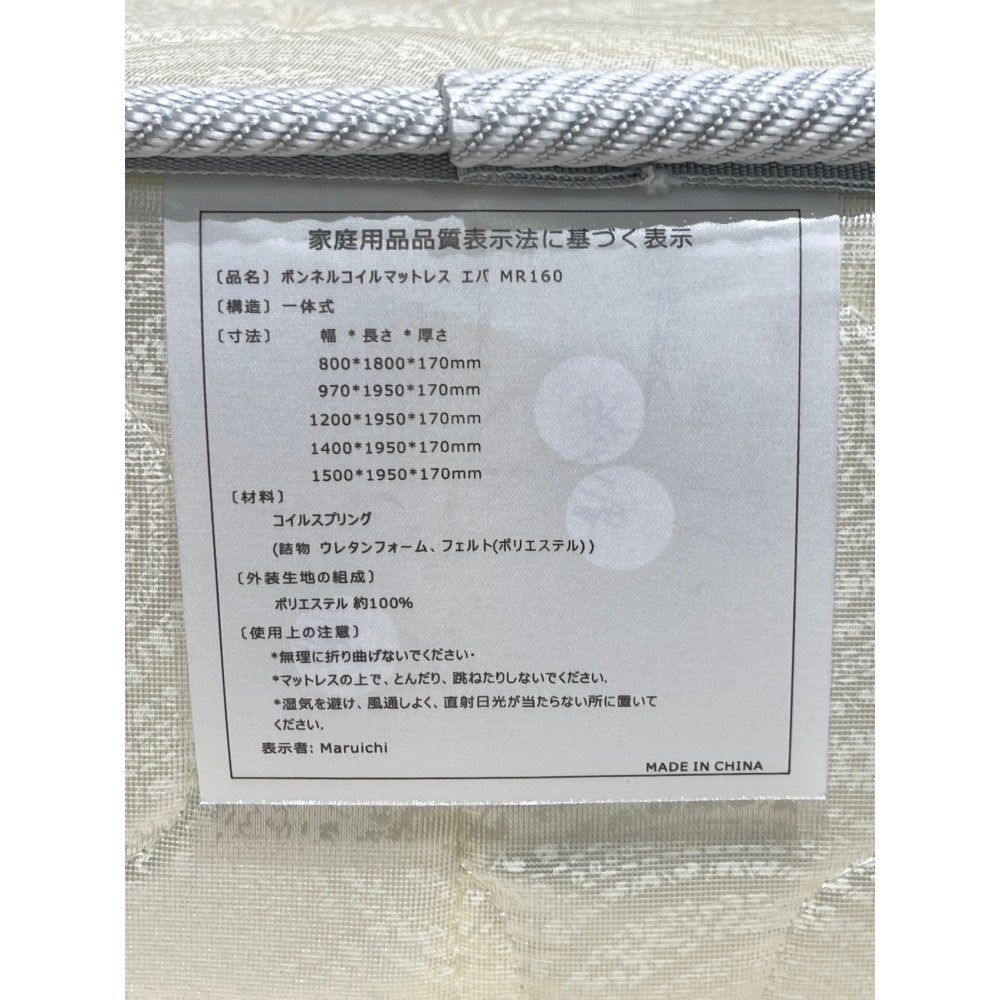 家庭用品品質表示法に基づく表示
〔品名〕ボンネルコイルマットレス エバ MR160
〔構造〕一体式
〔寸法〕 幅 *長さ *厚さ
800*1800*170mm
970*1950*170mm
1200*1950*170mm
1400*1950*170mm
1500*1950*170mm
〔材料〕
コイルスプリング
(詰物 ウレタンフォーム、フェルト(ポリエステル))
〔外装生地の組成〕
ポリエステル 約100%
〔使用上の注意〕
*無理に折り曲げないでください·
*マットレスの上で、とんだり、跳ねたりしないでください.
*湿気を避け、風通しよく、直射日光が当たらない所に置いて
ください.
表示者: Maruichi
MADE IN CHINA